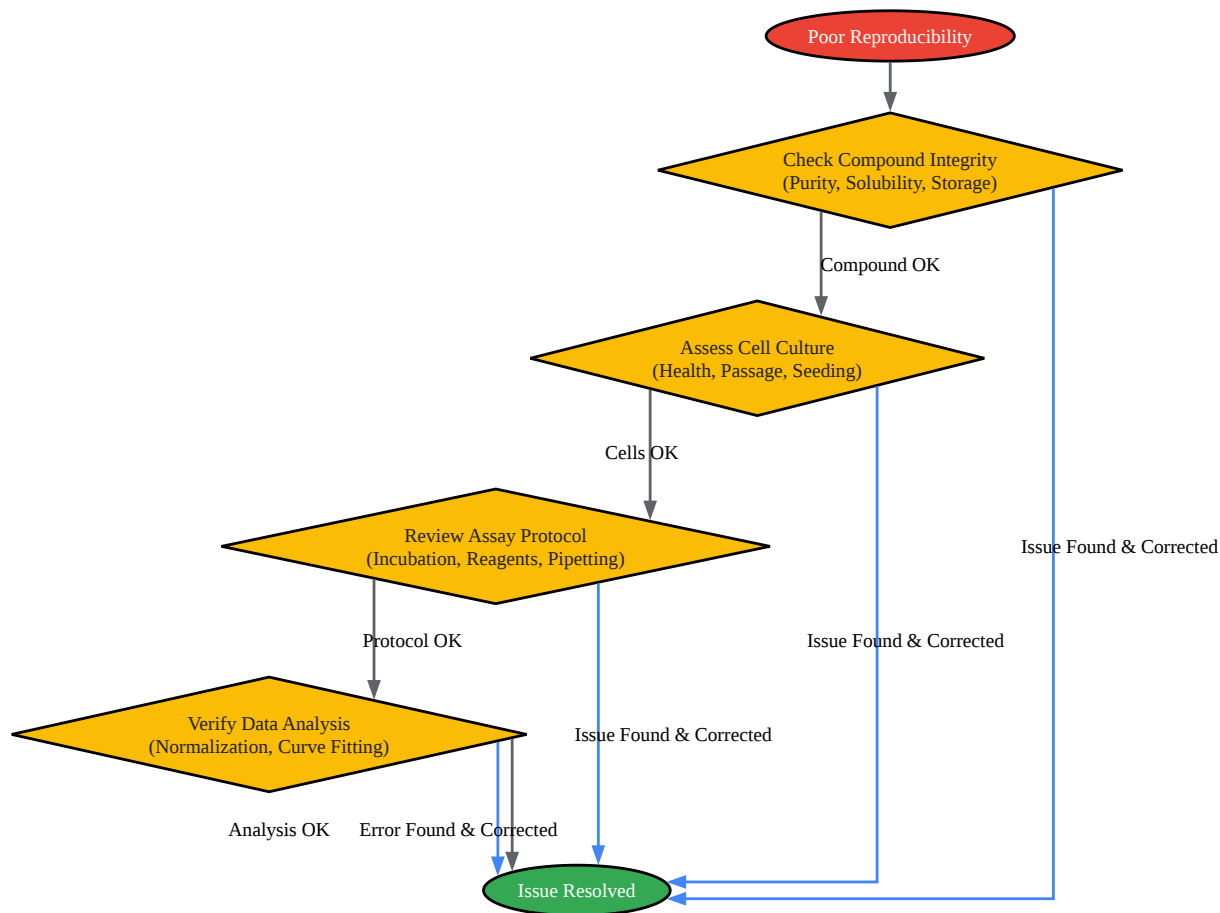 Poor Reproducibility
Check Compound Integrity
(Purity, Solubility, Storage)
Compound OK
Assess Cell Culture
(Health, Passage, Seeding)
Cells OK
Review Assay Protocol
(Incubation, Reagents, Pipetting)
Issue Found & Corrected
Protocol OK
Issue Found & Corrected
Verify Data Analysis
(Normalization, Curve Fitting)
Issue Found & Corrected
Analysis OK
Error Found & Corrected
Issue Resolved